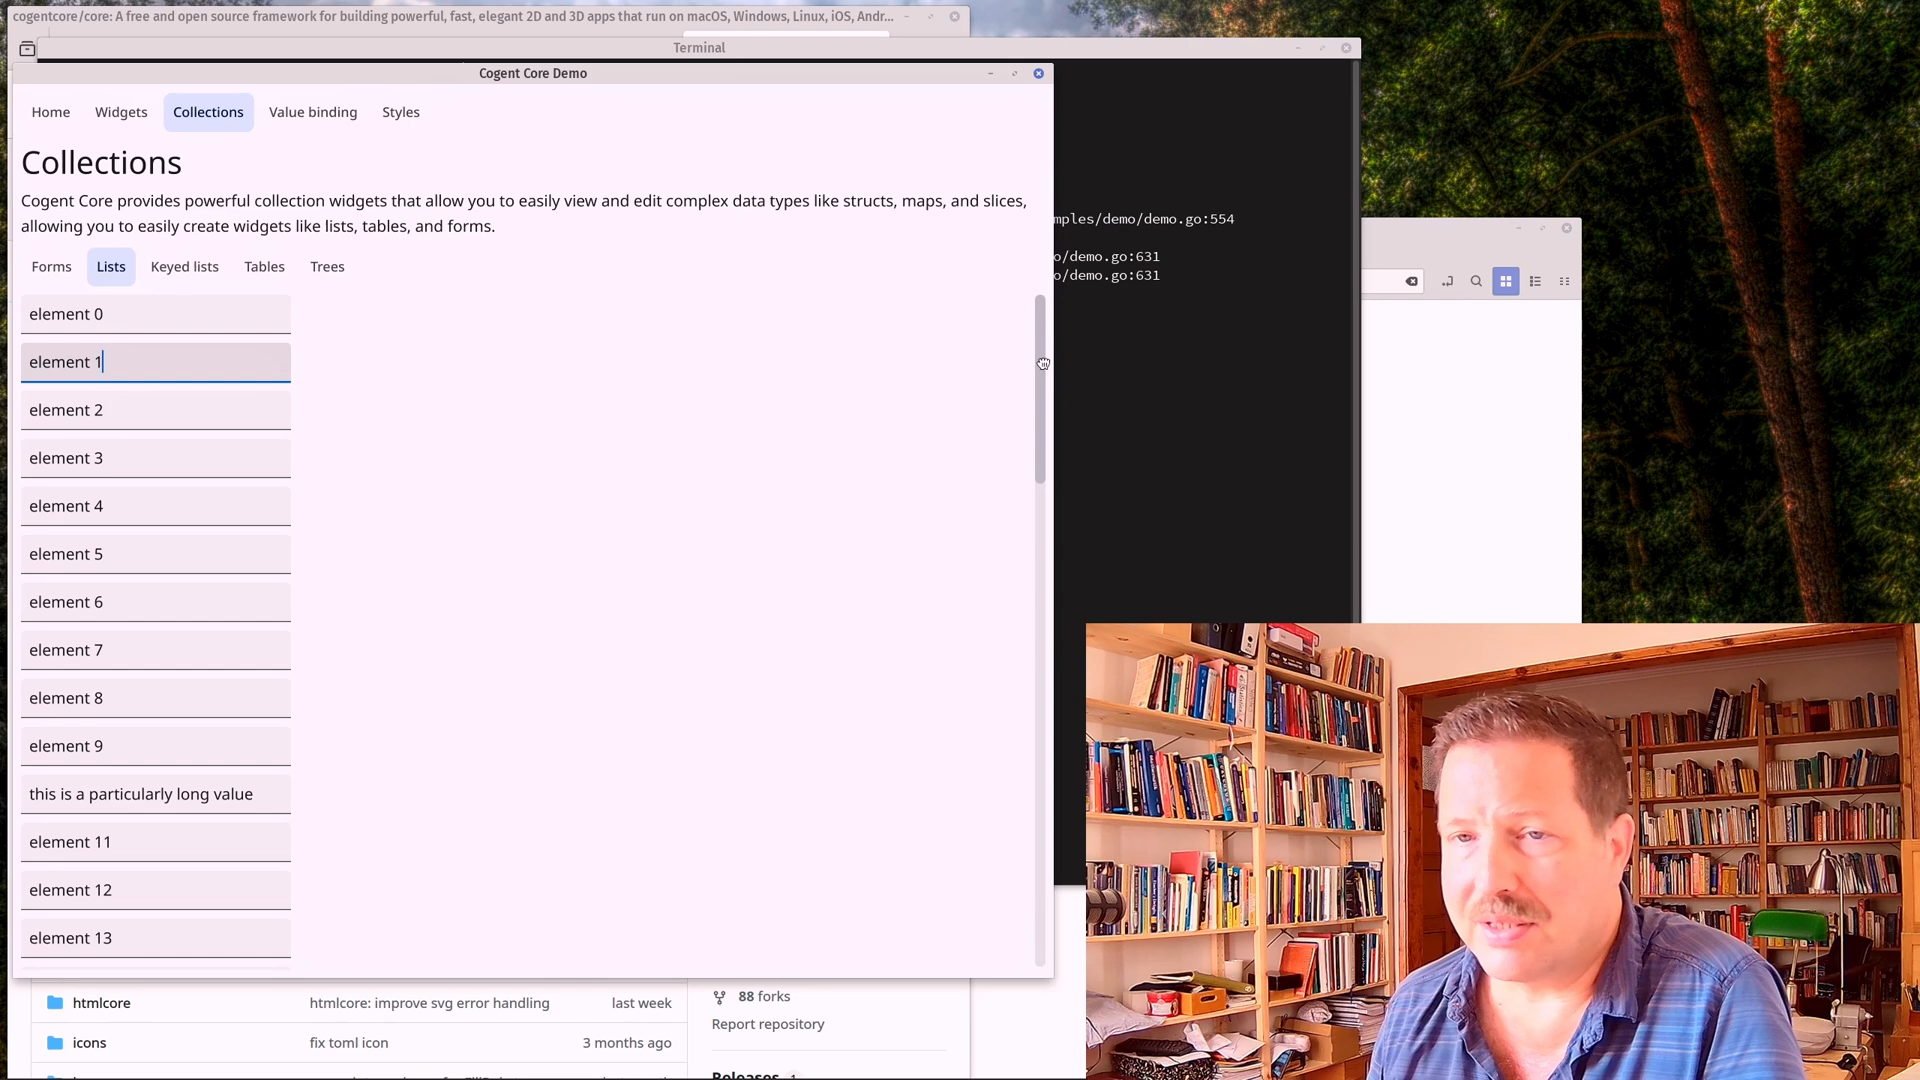 cogentcore/core: A free and open source framework for building powerful, fast, elegant 2D and 3D apps that run on macOS, Windows, Linux, iOS, Andr...
Terminal
Cogent Core Demo
Home Widgets Collections Value binding Styles
Collections
Cogent Core provides powerful collection widgets that allow you to easily view and edit complex data types like structs, maps, and slices,
allowing you to easily create widgets like lists, tables, and forms.
mples/demo/demo.go:554
o/demo.go:631
o/demo.go:631
Forms Lists Keyed lists Tables Trees
element 0
element 1
element 2
element 3
element 4
element 5
element 6
element 7
element 8
element 9
this is a particularly long value
element 11
element 12
element 13
htmlcore htmlcore: improve svg error handling last week
icons fix toml icon 3 months ago
88 forks
Report repository
Releases 1